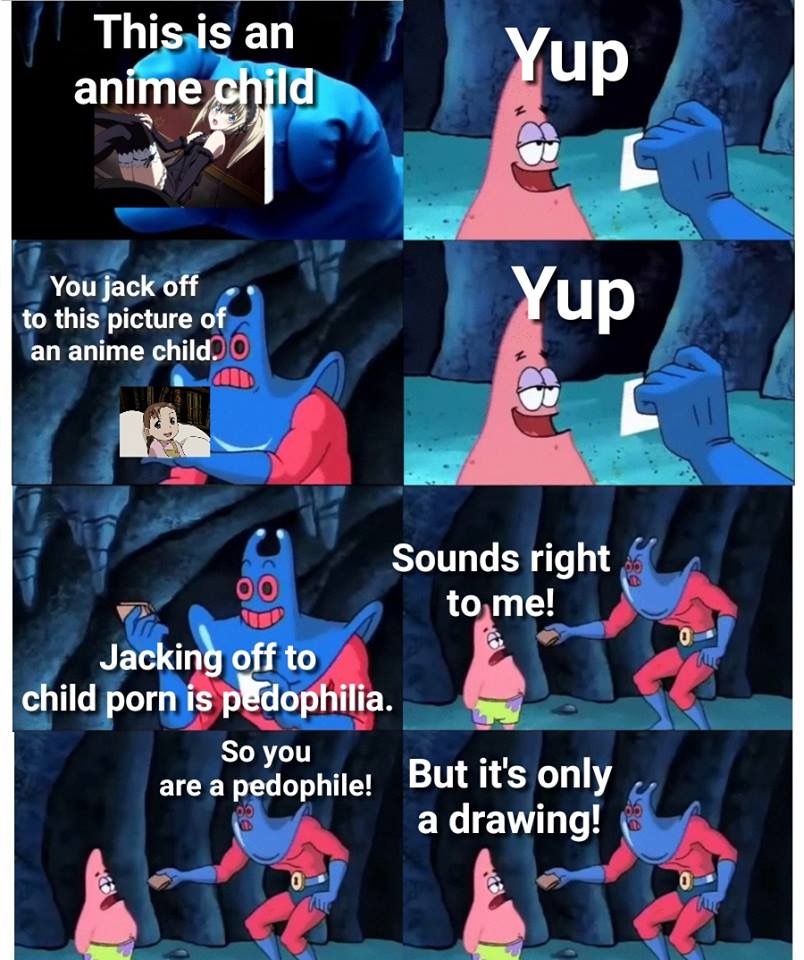 This is an
anime child
Yup
You jack off
to this picture of
an anime child.
Yup
Jacking off to
child porn is pedophilia.
Sounds right
to me!
So you
are a pedophile!
But it's only
a drawing!